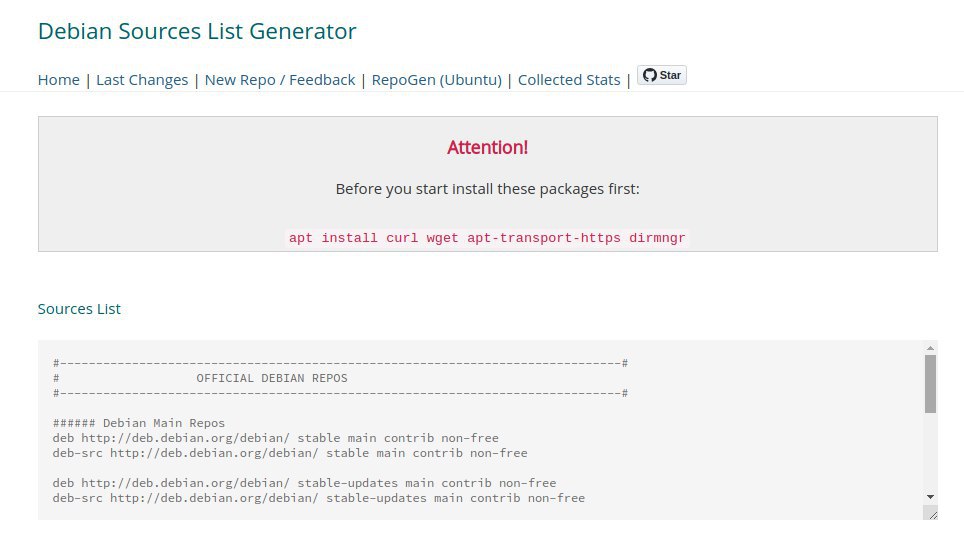 Debian Sources List Generator
Home | Last Changes | New Repo / Feedback | RepoGen (Ubuntu) | Collected Stats | Star
Attention!
Before you start install these packages first:
apt install curl wget apt-transport-https dirmngr
Sources List
#------------------------------------------------------------------------------#
# OFFICIAL DEBIAN REPOS
#------------------------------------------------------------------------------#
###### Debian Main Repos
deb http://deb.debian.org/debian/ stable main contrib non-free
deb-src http://deb.debian.org/debian/ stable main contrib non-free
deb http://deb.debian.org/debian/ stable-updates main contrib non-free
deb-src http://deb.debian.org/debian/ stable-updates main contrib non-free